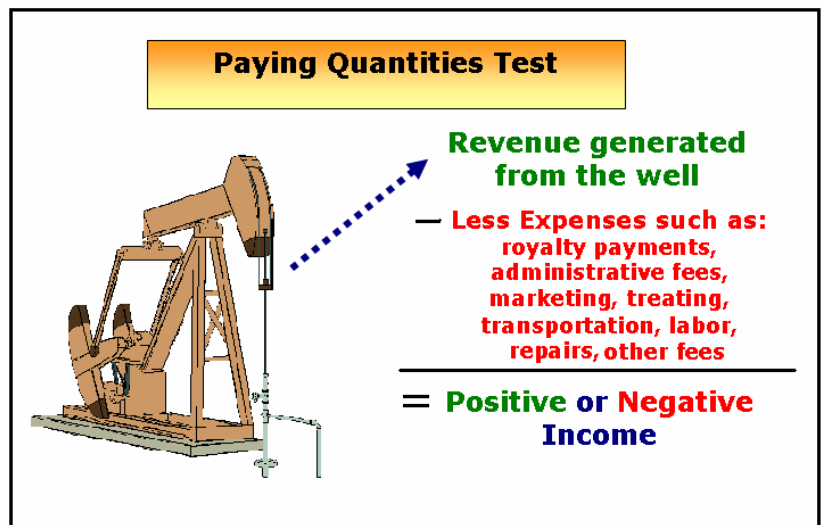 Paying Quantities Test
Revenue generated
from the well
— Less Expenses such as:
royalty payments,
administrative fees,
marketing, treating,
transportation, labor,
repairs, other fees
= Positive or Negative
Income